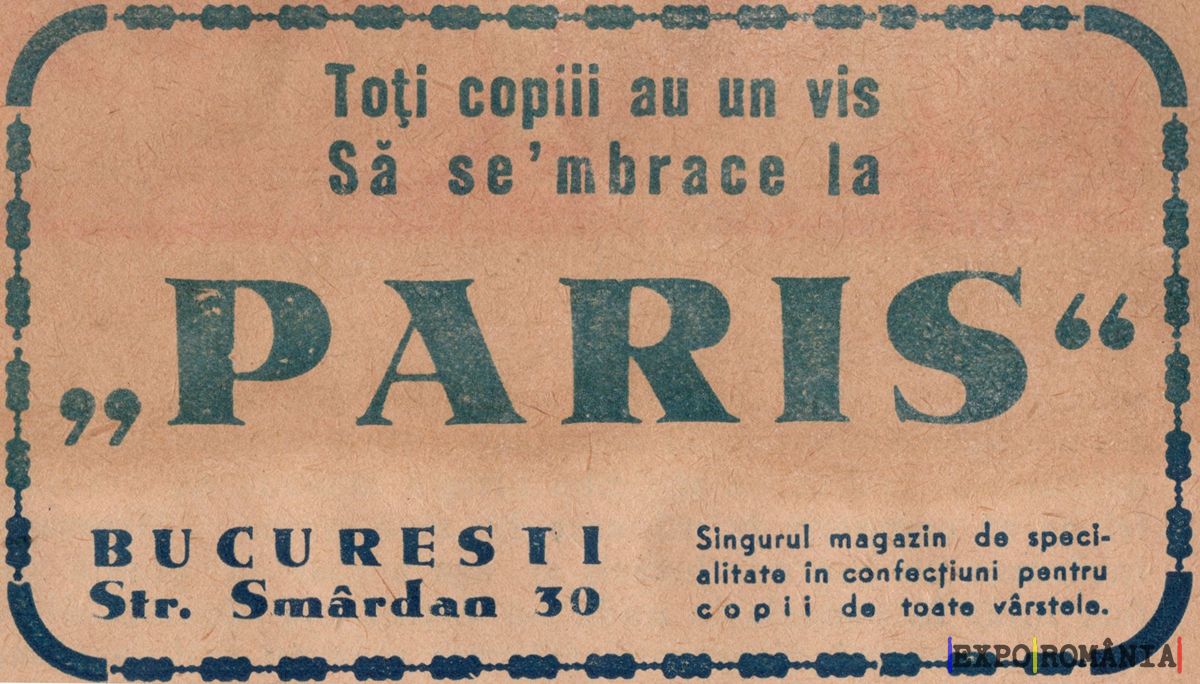 Toţi copiii au un vis
Să se'mbrace la
„PARIS“
BUCURESTI
Str. Smârdan 30
Singurul magazin de speci-
alitate în confecţiuni pentru
copii de toate vârstele.
EXPO ROMÂNIA